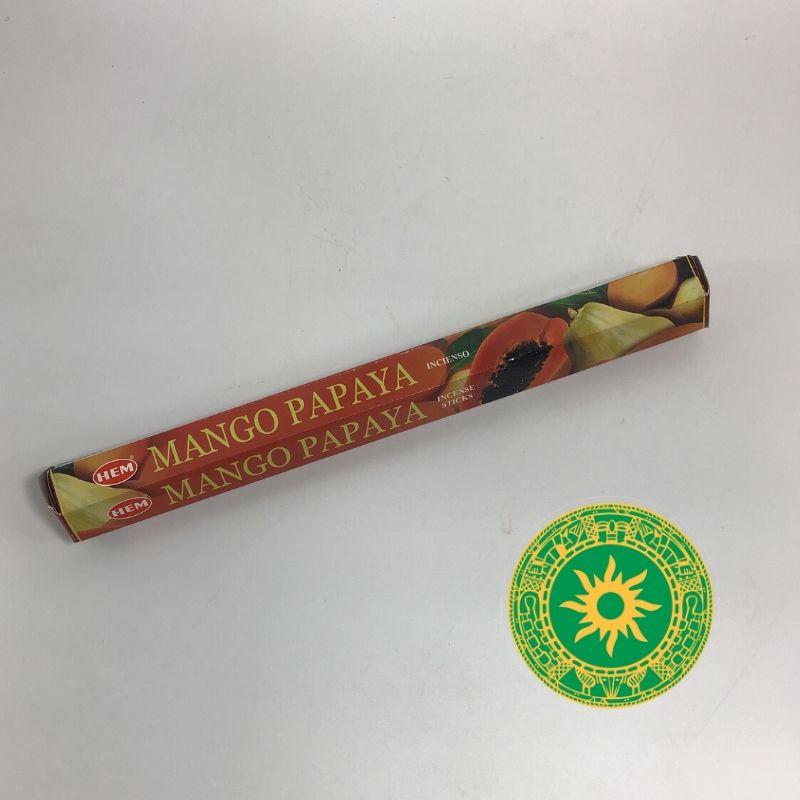 HEM
MANGO PAPAYA
INCIENSO
HEM
MANGO PAPAYA
INCENSE
STICKS